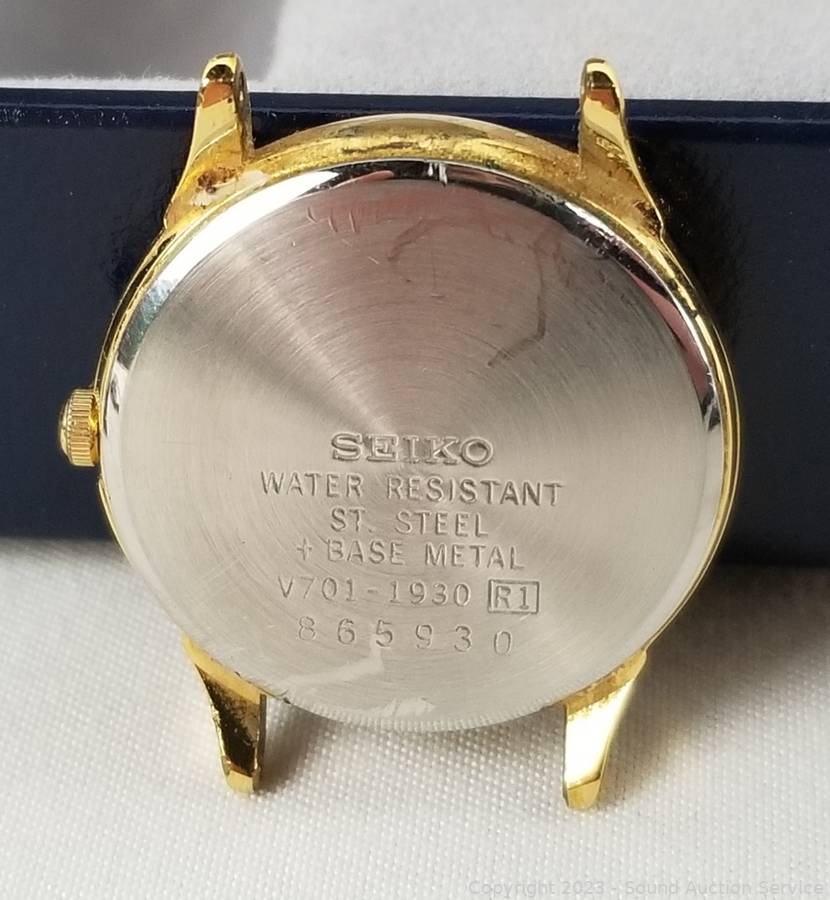 SEIKO
WATER RESISTANT
ST. STEEL
+ BASE METAL
V701-1930 R1
865930
Copyright 2023 - Sound Auction Service